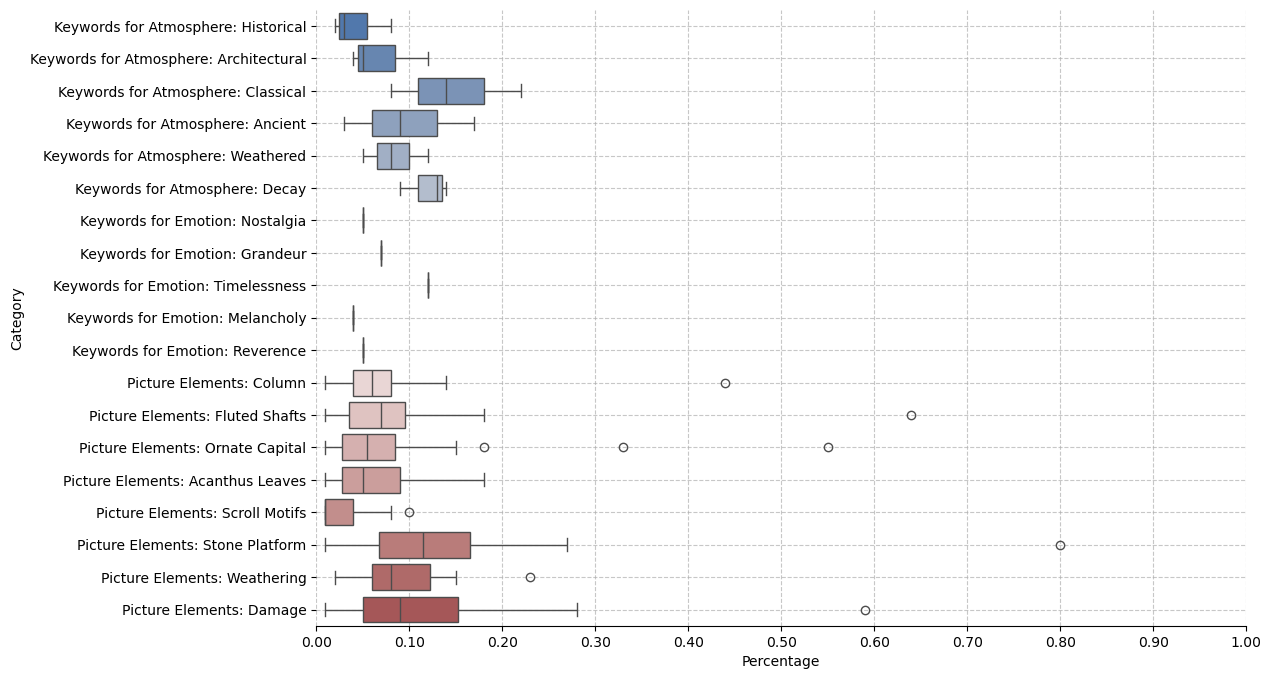 Keywords for Atmosphere: Historical
Keywords for Atmosphere: Architectural
Keywords for Atmosphere: Classical
Keywords for Atmosphere: Ancient
Keywords for Atmosphere: Weathered
Keywords for Atmosphere: Decay
Keywords for Emotion: Nostalgia
Keywords for Emotion: Grandeur
Keywords for Emotion: Timelessness
Keywords for Emotion: Melancholy
Keywords for Emotion: Reverence
Picture Elements: Column
Picture Elements: Fluted Shafts
Picture Elements: Ornate Capital
Picture Elements: Acanthus Leaves
Picture Elements: Scroll Motifs
Picture Elements: Stone Platform
Picture Elements: Weathering
Picture Elements: Damage
Category
0.00 0.10 0.20 0.30 0.40 0.50 0.60 0.70 0.80 0.90 1.00
Percentage